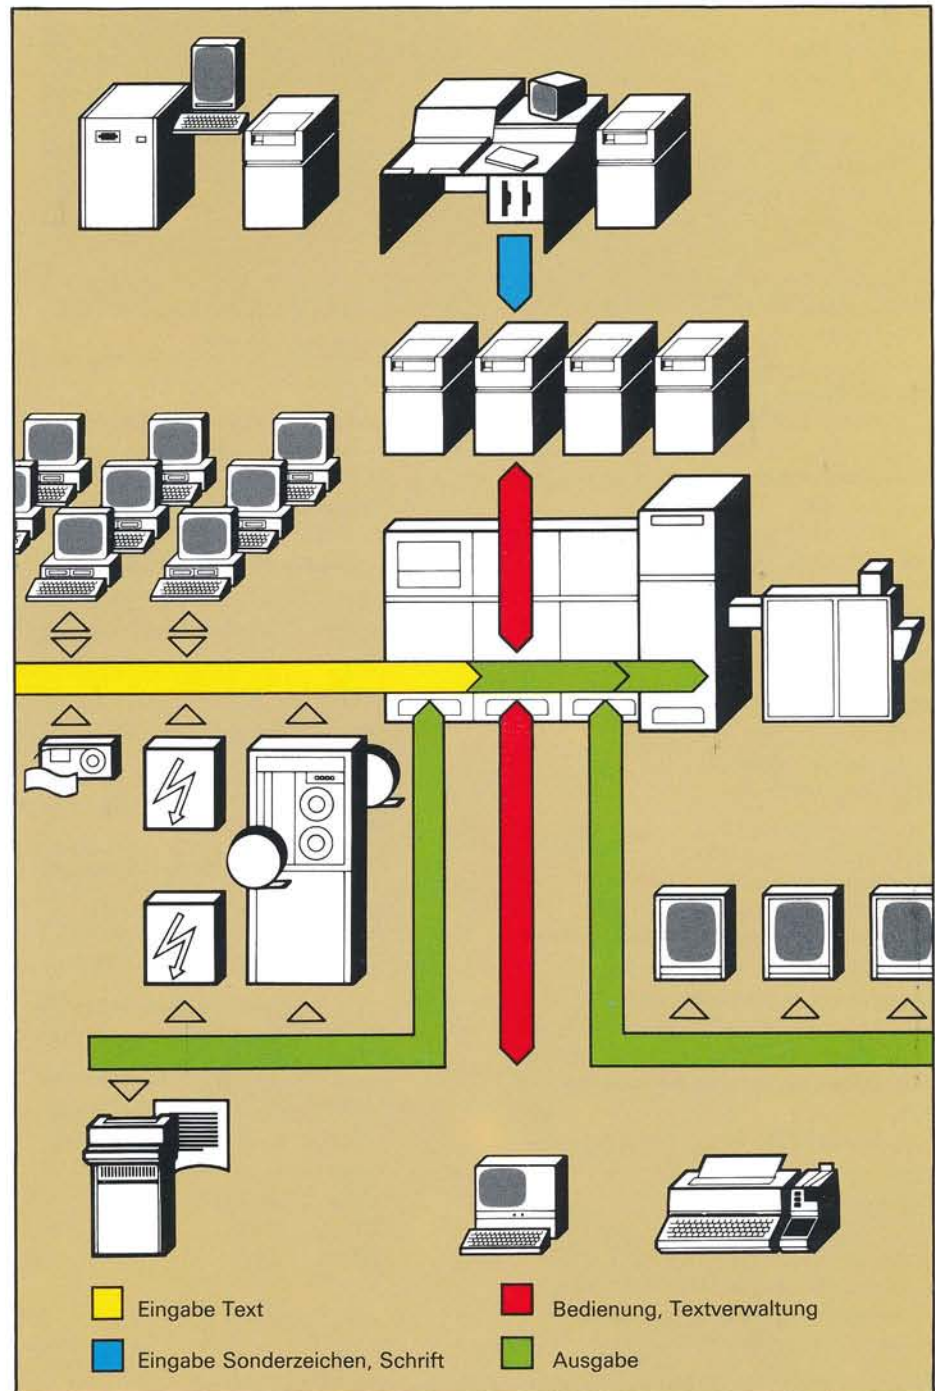 Eingabe Text
Eingabe Sonderzeichen, Schrift
Bedienung, Textverwaltung
Ausgabe